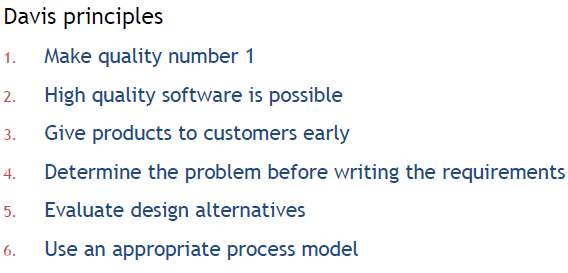 Davis principles
1. Make quality number 1
2. High quality software is possible
3. Give products to customers early
4. Determine the problem before writing the requirements
5. Evaluate design alternatives
6. Use an appropriate process model